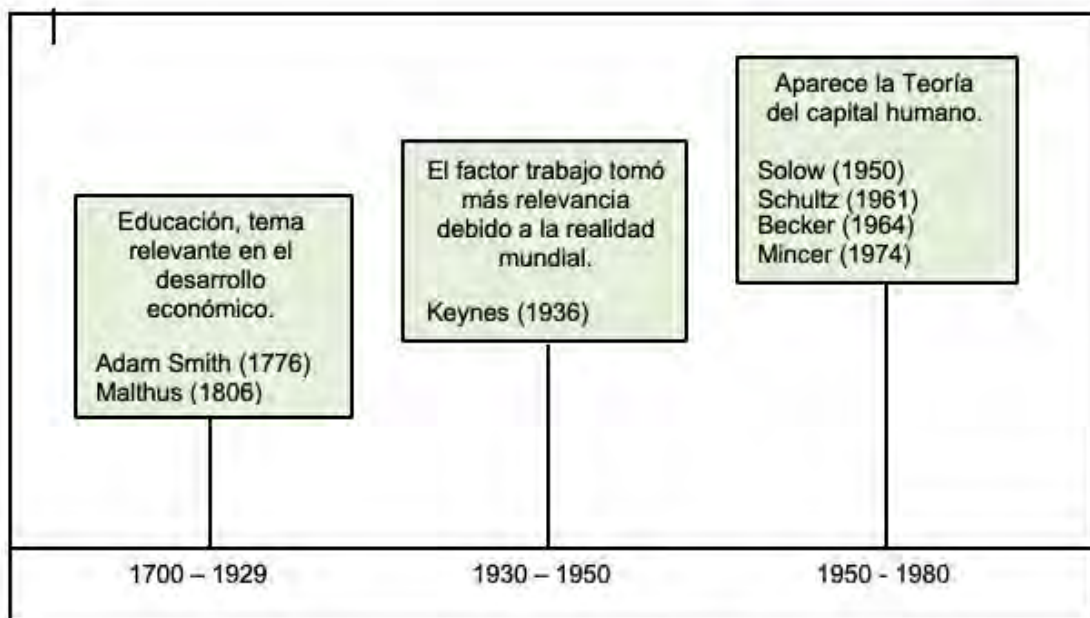 Educación, tema
relevante en el
desarrollo
económico.
Adam Smith (1776)
Malthus (1806)
El factor trabajo tomó
más relevancia
debido a la realidad
mundial.
Keynes (1936)
Aparece la Teoría
del capital humano.
Solow (1950)
Schultz (1961)
Becker (1964)
Mincer (1974)
1700 – 1929
1930 – 1950
1950 - 1980